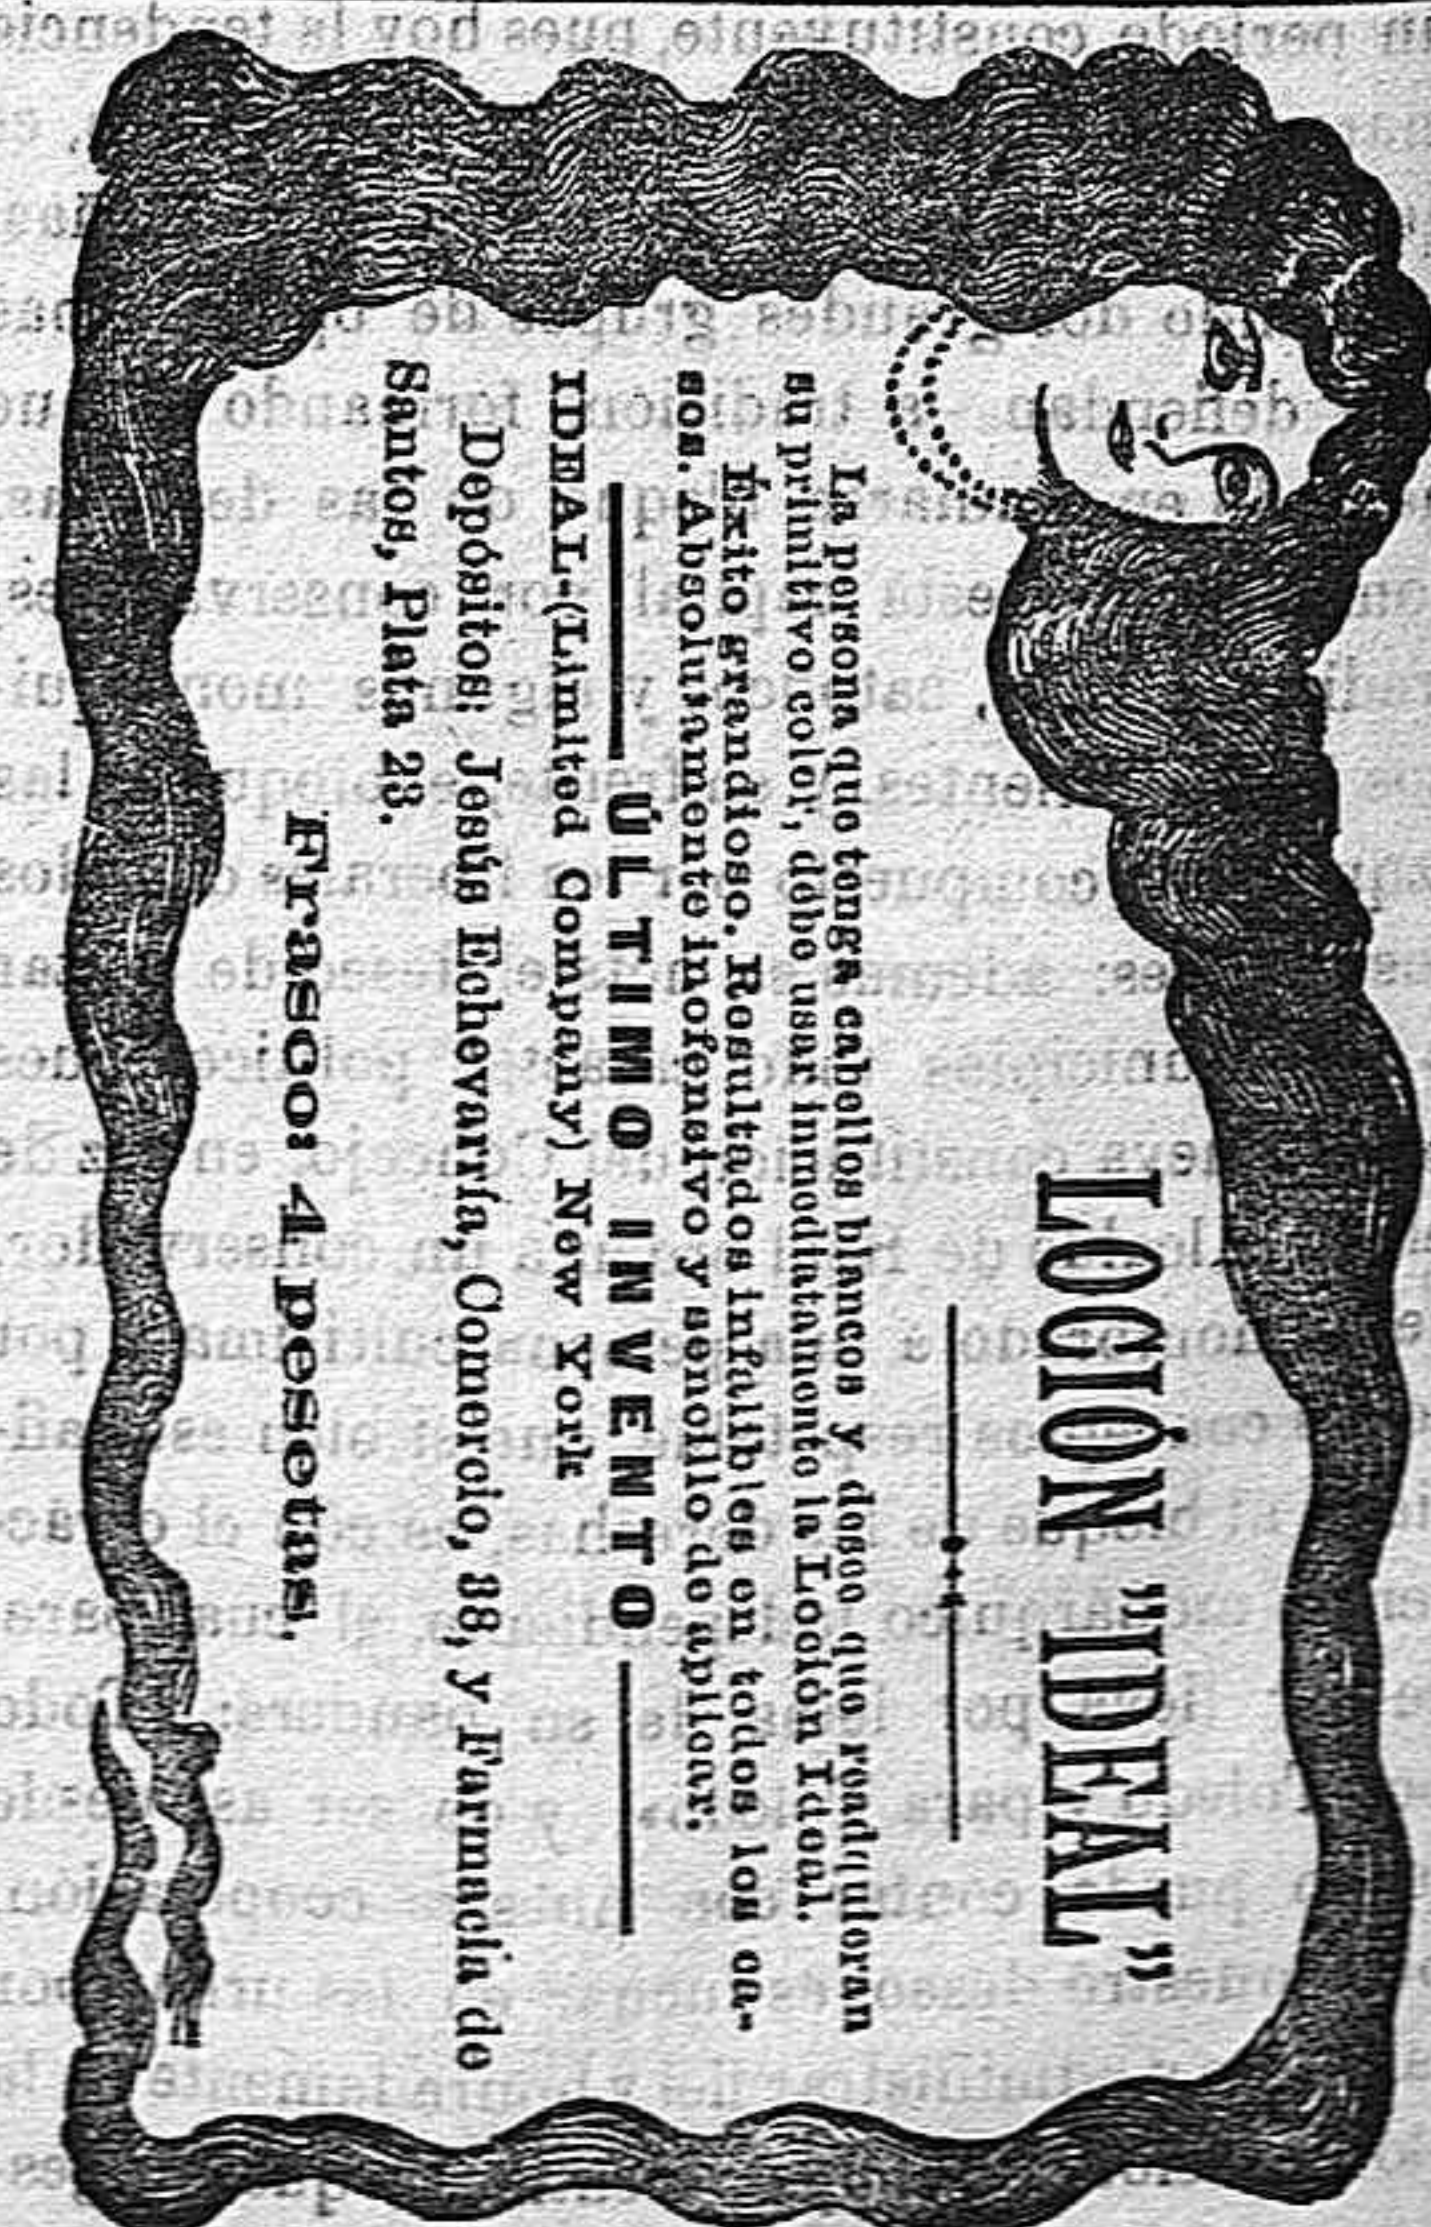 LOCIÓN "IDEAL"
La persona que tenga cabellos blancos y desee que readquieran
su primitivo color, debe usar inmediatamente la Loción Ideal.
Éxito grandioso. Resultados infalibles en todos los ca-
sos. Absolutamente inofensivo y sencillo de aplicar.
ÚLTIMO INVENTO
IDEAL-(Limited Company) New York
Depósitos: Jesús Echevarría, Comercio, 88, y Farmacia de
Santos, Plata 23.
Frasco: 4 pesetas.